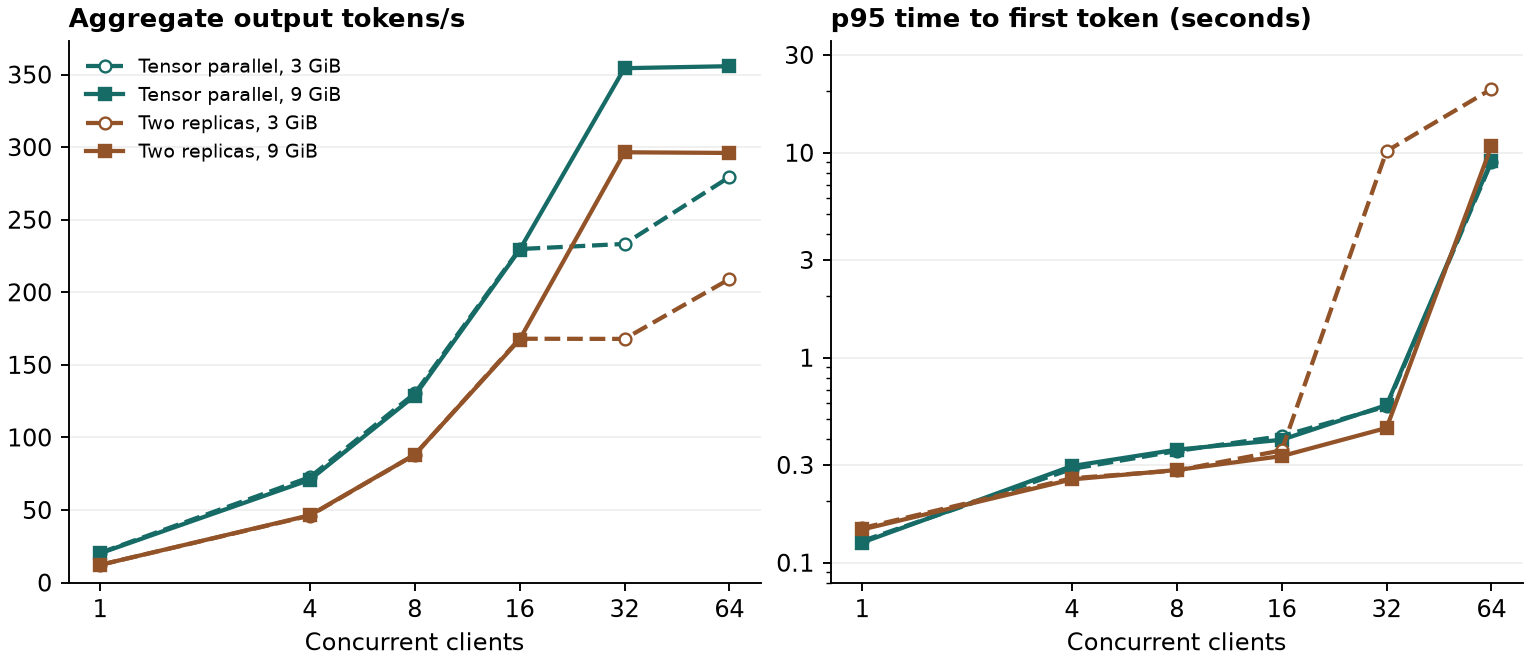 Aggregate output tokens/s
350
300
250
200
150
100
50
0
Tensor parallel, 3 GiB
Tensor parallel, 9 GiB
Two replicas, 3 GiB
Two replicas, 9 GiB
1 4 8 16 32 64
Concurrent clients
p95 time to first token (seconds)
30
10
3
1
0.3
0.1
1 4 8 16 32 64
Concurrent clients